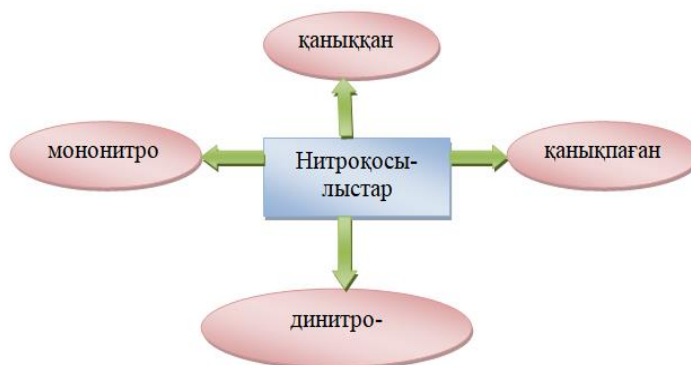 қаныққан
мононитро
Нитроқосы-
лыстар
қанықпаған
динитро-